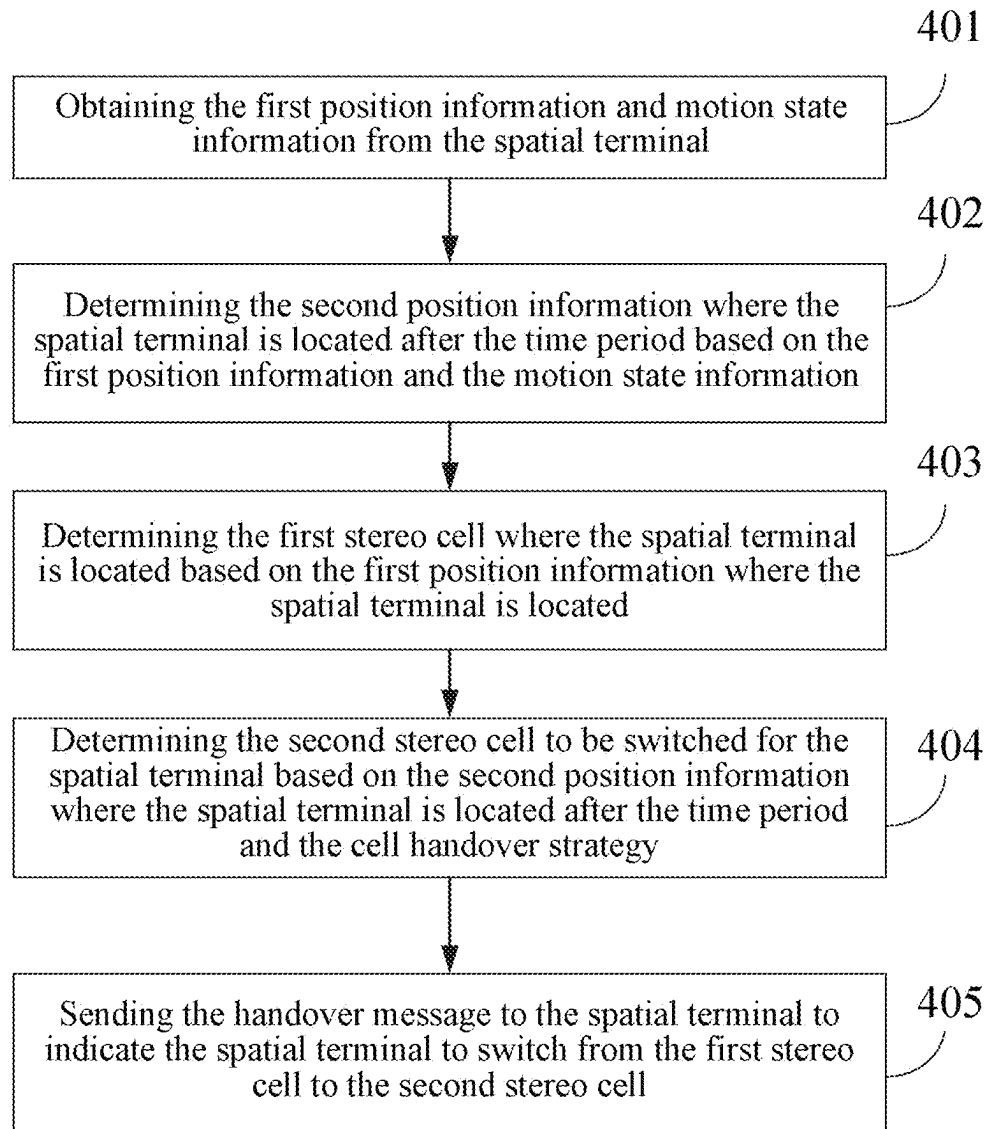 401
Obtaining the first position information and motion state
information from the spatial terminal
402
Determining the second position information where the
spatial terminal is located after the time period based on the
first position information and the motion state information
403
Determining the first stereo cell where the spatial terminal
is located based on the first position information where the
spatial terminal is located
404
Determining the second stereo cell to be switched for the
spatial terminal based on the second position information
where the spatial terminal is located after the time period
and the cell handover strategy
405
Sending the handover message to the spatial terminal to
indicate the spatial terminal to switch from the first stereo
cell to the second stereo cell